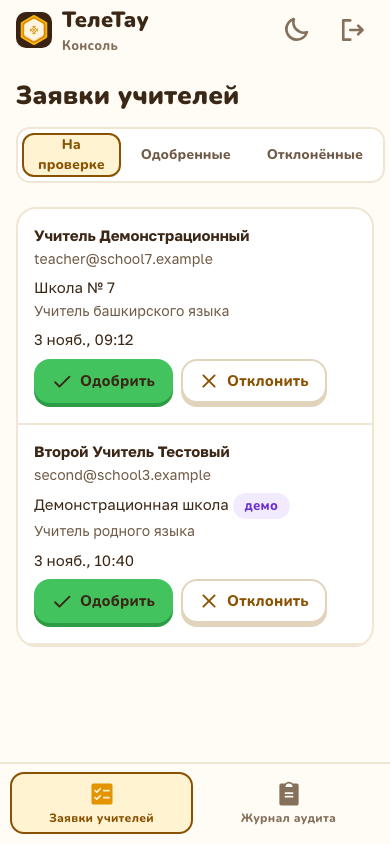 ТелеТау
Консоль
Заявки учителей
На
проверке
Одобренные
Отклонённые
Учитель Демонстрационный
teacher@school7.example
Школа № 7
Учитель башкирского языка
3 нояб., 09:12
Одобрить
Отклонить
Второй Учитель Тестовый
second@school3.example
Демонстрационная школа демо
Учитель родного языка
3 нояб., 10:40
Одобрить
Отклонить
Заявки учителей
Журнал аудита